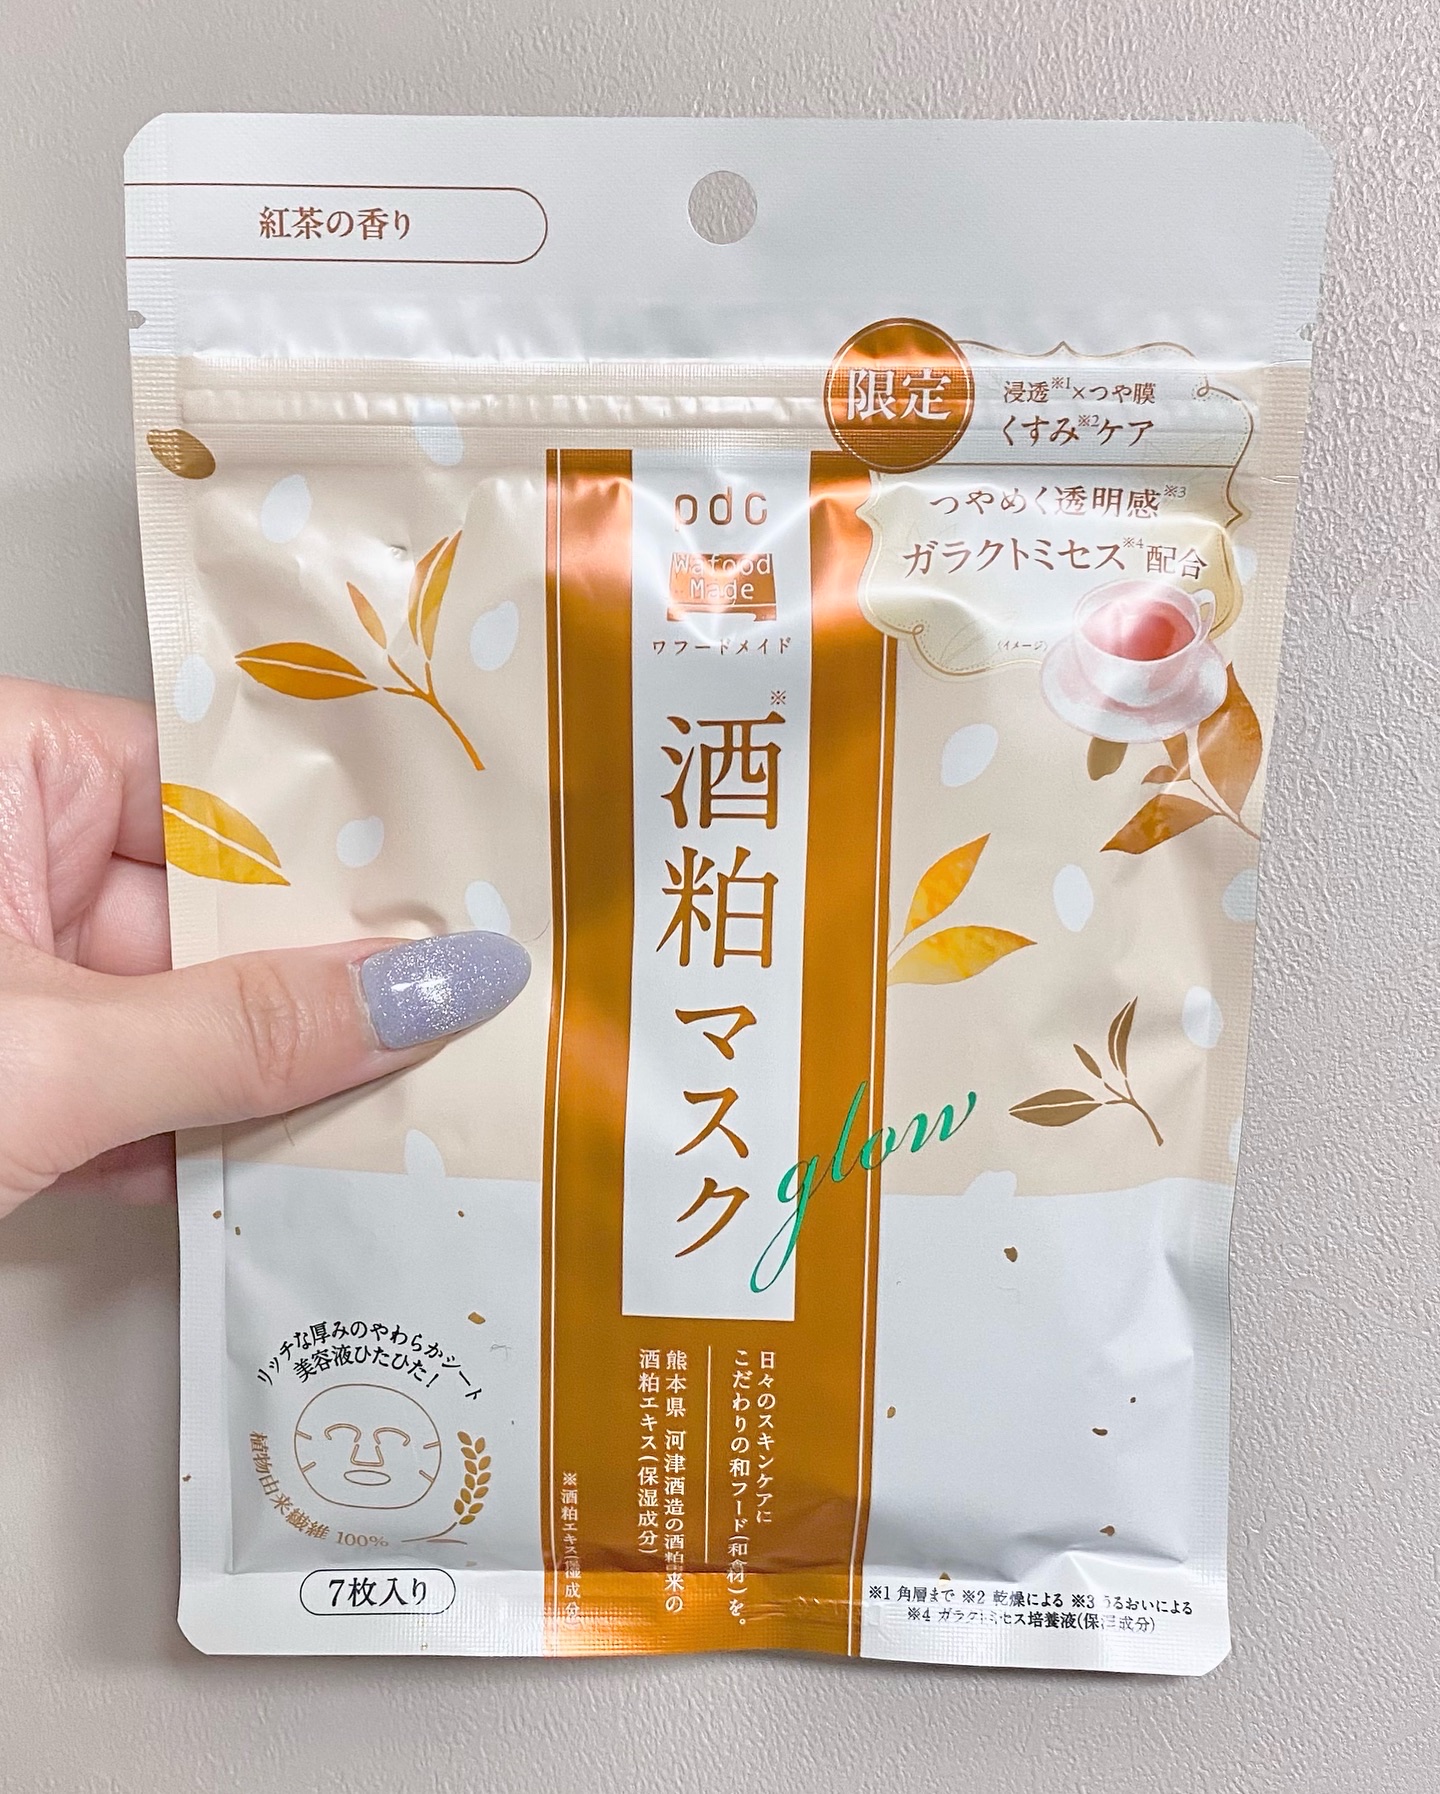 紅茶の香り
限定
浸透※1×つや膜
くすみ※2ケア
つやめく透明感※3
ガラクトミセス※4配合
(イメージ)
pdc
Wafood
Made
ワフードメイド
酒粕※マスク
glow
リッチな厚みのやわらかシート
美容液ひたひた!
植物由来繊維 100%
7枚入り
日々のスキンケアに
こだわりの和フード(和食材)を。
熊本県 河津酒造の酒粕由来の
酒粕エキス(保湿成分)
※酒粕エキス(保湿成分)
※1 角層まで ※2 乾燥による ※3 うるおいによる
※4 ガラクトミセス培養液(保湿成分)